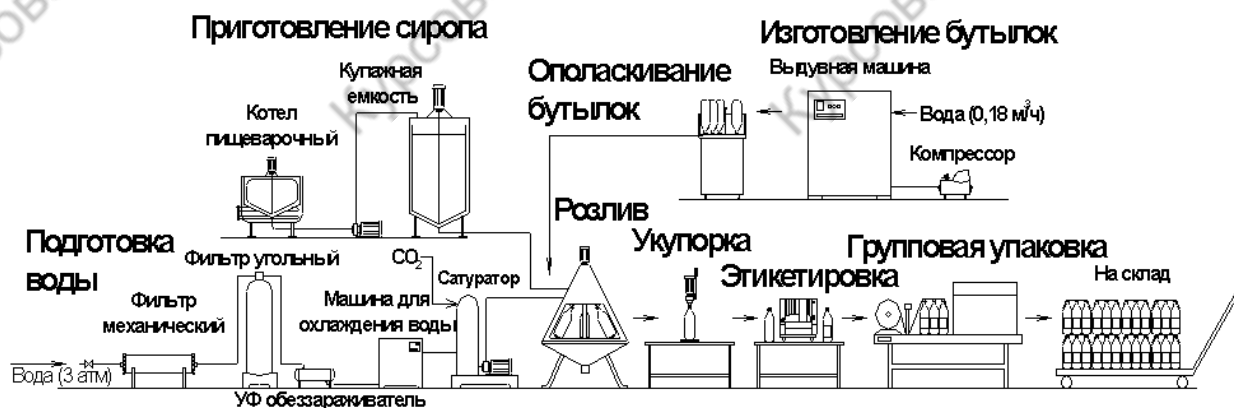 Приготовление сиропа
Изготовление бутылок
Купажная
емкость
Ополаскивание
бутылок
Выдувная машина
Котел
пищеварочный
Вода (0,18 м³/ч)
Компрессор
Розлив
Подготовка
воды
Укупорка
Групповая упаковка
Фильтр угольный
CO₂
Сатуратор
Этикетировка
На склад
Фильтр
механический
Машина для
охлаждения воды
Вода (3 атм)
УФ обеззараживатель